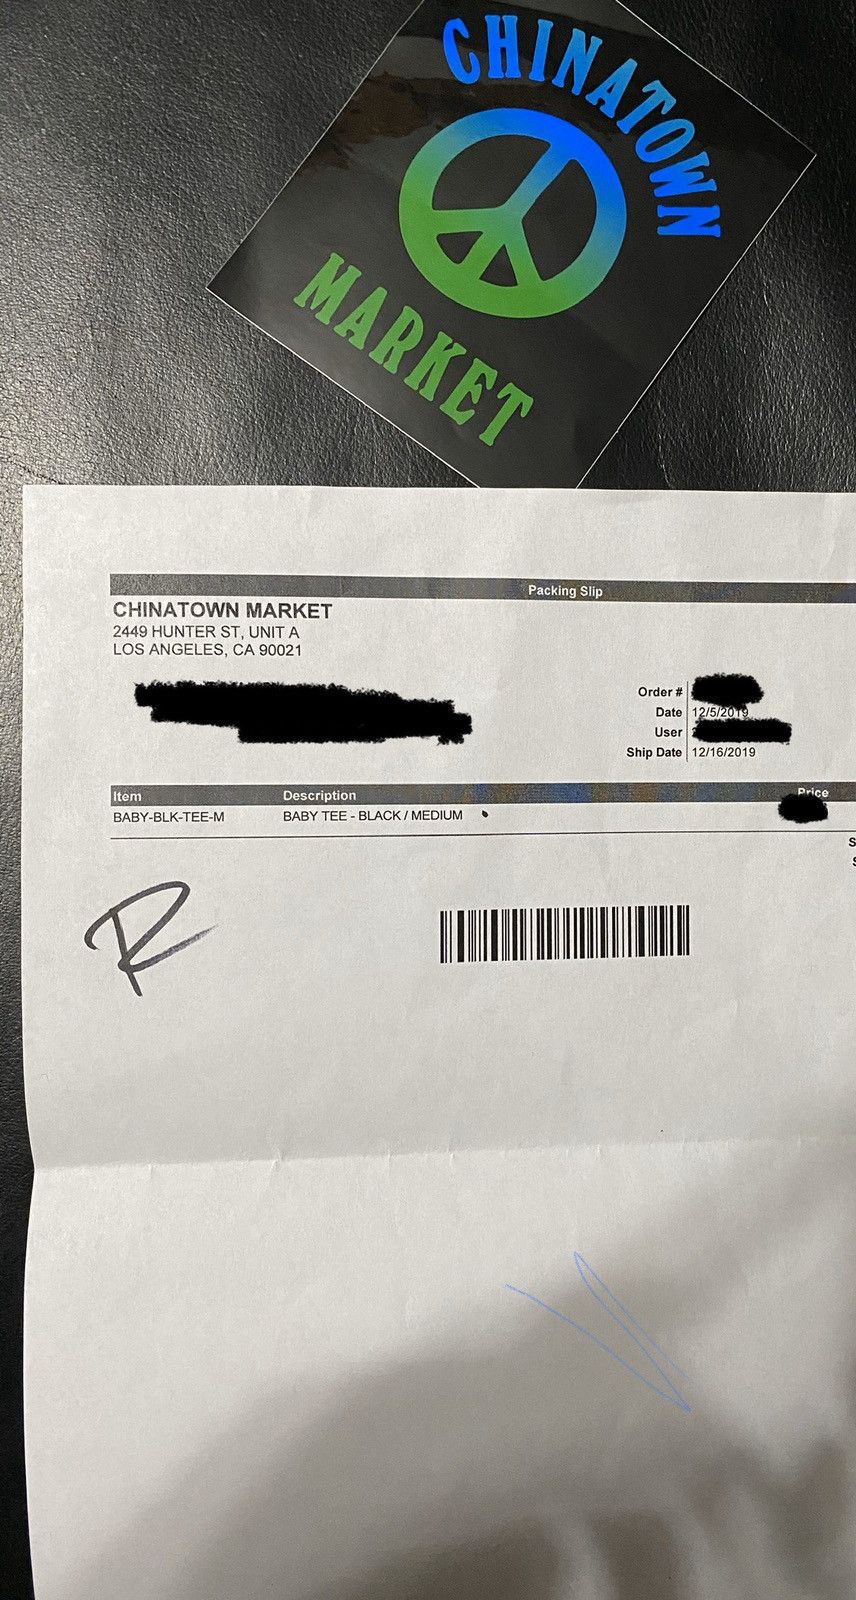 CHINATOWN
MARKET
Packing Slip
CHINATOWN MARKET
2449 HUNTER ST, UNIT A
LOS ANGELES, CA 90021
Order #
Date 12/5/2019
User
Ship Date 12/16/2019
Item Description Price
BABY-BLK-TEE-M BABY TEE - BLACK / MEDIUM
R